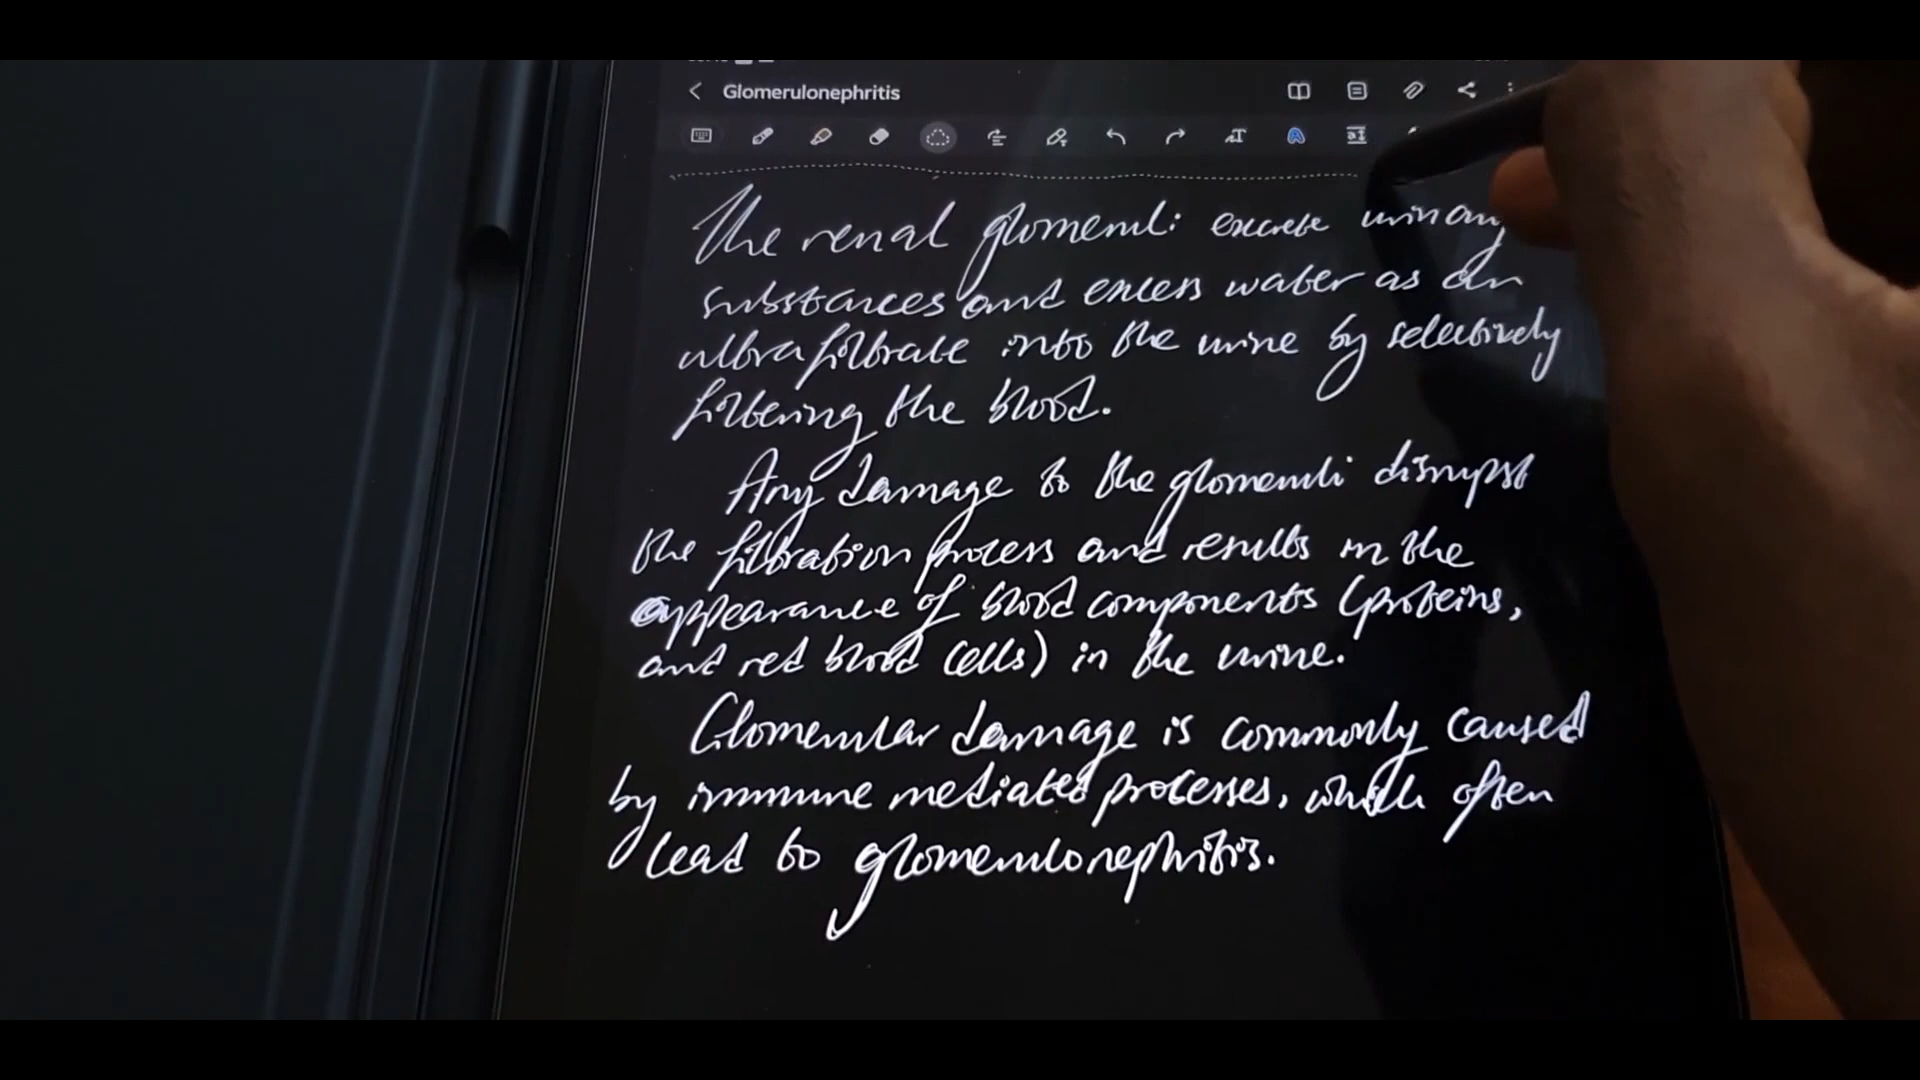 Glomerulonephritis
The renal glomeruli excrete urinary
substances and excess water as an
ultrafiltrate into the urine by selectively
filtering the blood.
Any damage to the glomeruli disrupst
the filtration process and results in the
appearance of blood components (proteins,
and red blood cells) in the urine.
Glomerular damage is commonly caused
by immune mediated processes, which often
lead to glomerulonephritis.